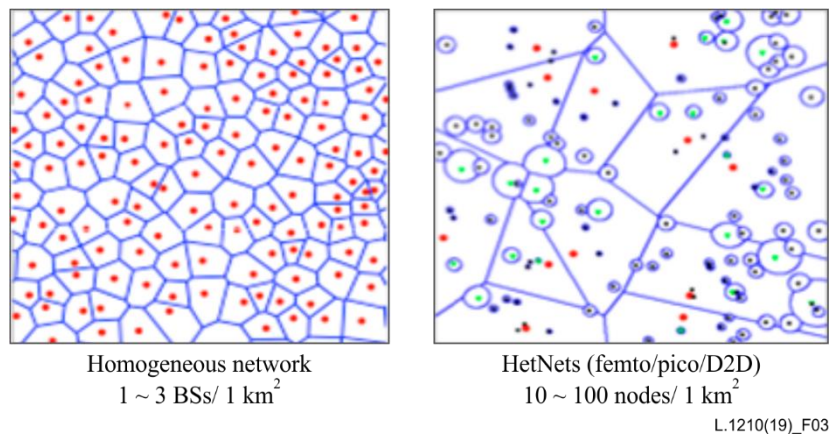 Homogeneous network
1 ~ 3 BSs/ 1 km²
HetNets (femto/pico/D2D)
10 ~ 100 nodes/ 1 km²
L.1210(19)_F03